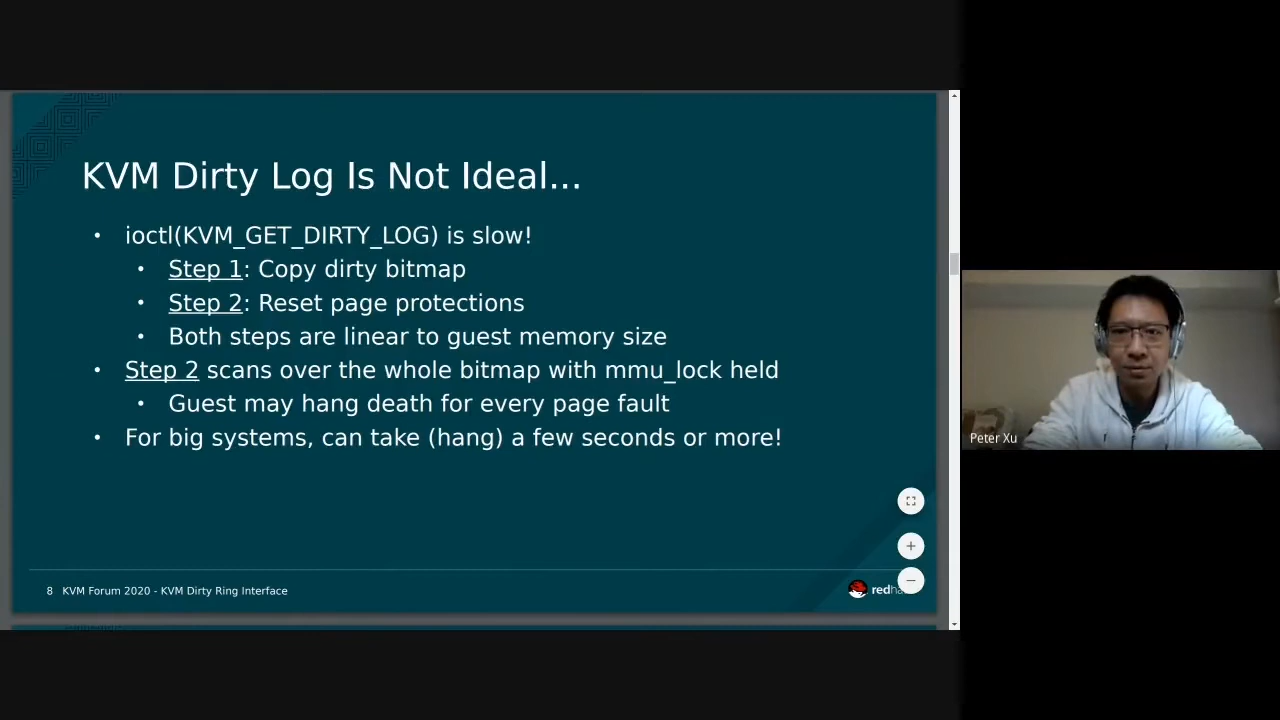 KVM Dirty Log Is Not Ideal...
• ioctl(KVM_GET_DIRTY_LOG) is slow!
• Step 1: Copy dirty bitmap
• Step 2: Reset page protections
• Both steps are linear to guest memory size
• Step 2 scans over the whole bitmap with mmu_lock held
• Guest may hang death for every page fault
• For big systems, can take (hang) a few seconds or more!
8 KVM Forum 2020 - KVM Dirty Ring Interface
Peter Xu